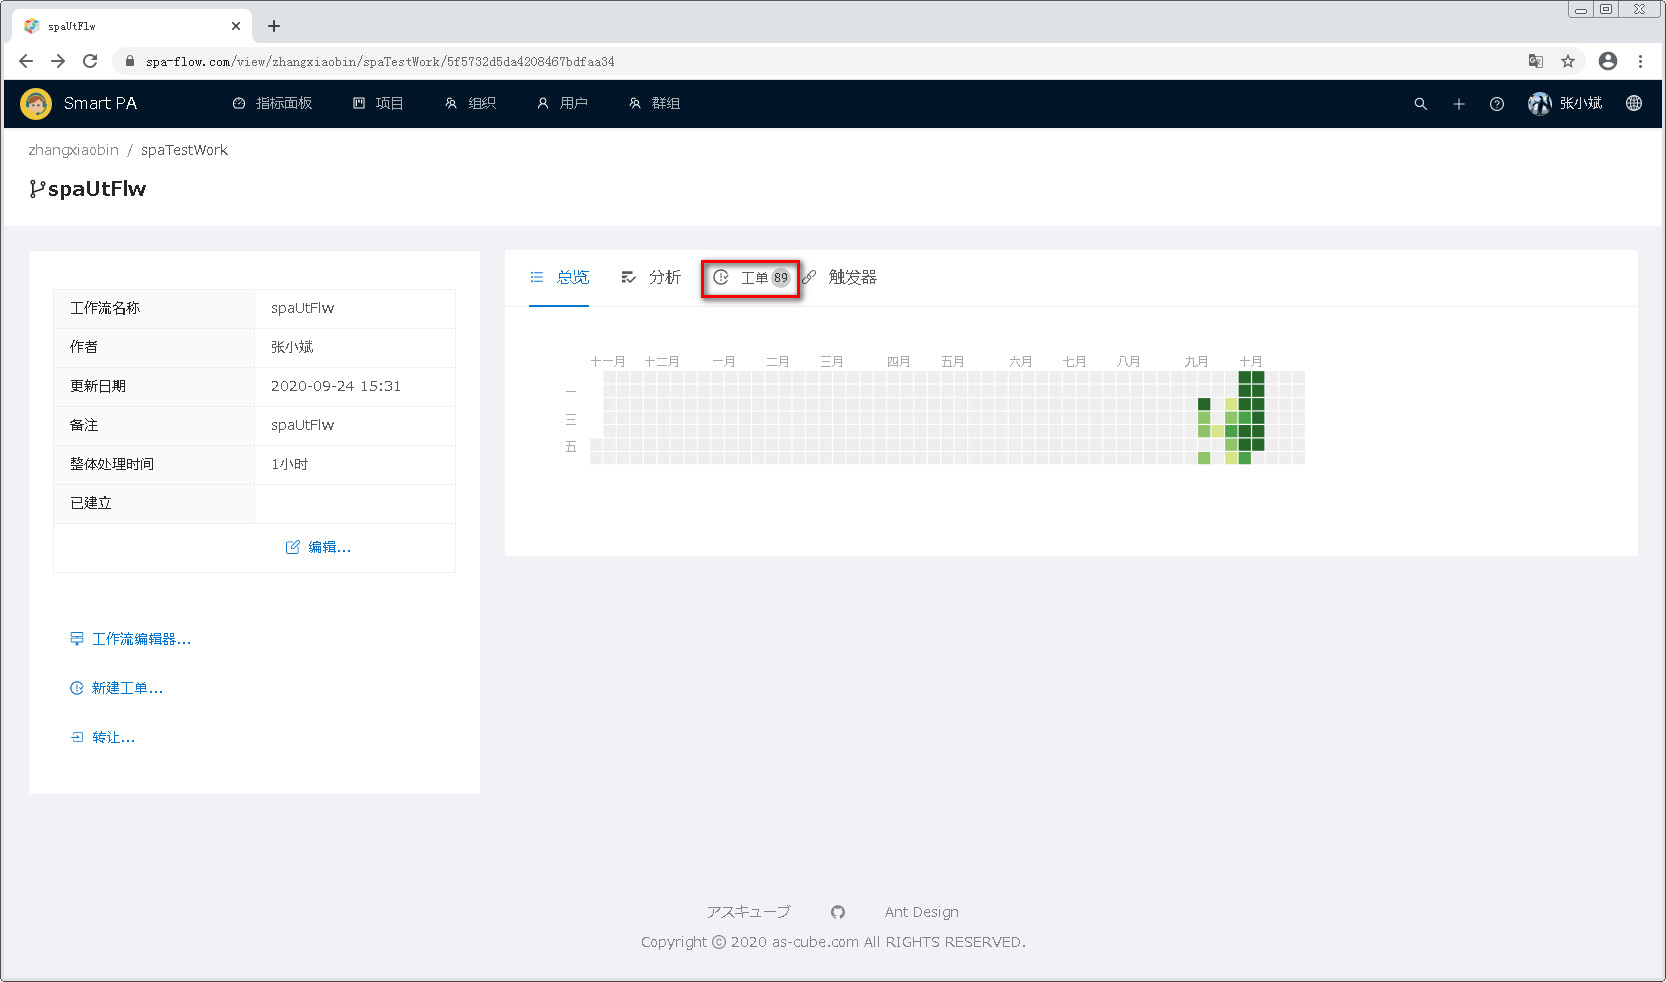 spaUtFlw
spa-flow.com/view/zhangxiaobin/spaTestWork/5f5732d5da4208467bdfaa34
Smart PA 指标面板 项目 组织 用户 群组 张小斌
zhangxiaobin / spaTestWork
spaUtFlw
工作流名称 spaUtFlw
作者 张小斌
更新日期 2020-09-24 15:31
备注 spaUtFlw
整体处理时间 1小时
已建立
编辑...
工作流编辑器...
新建工单...
转让...
总览 分析 工单 89 触发器
十一月 十二月 一月 二月 三月 四月 五月 六月 七月 八月 九月 十月
一
三
五
アスキューブ Ant Design
Copyright © 2020 as-cube.com All RIGHTS RESERVED.